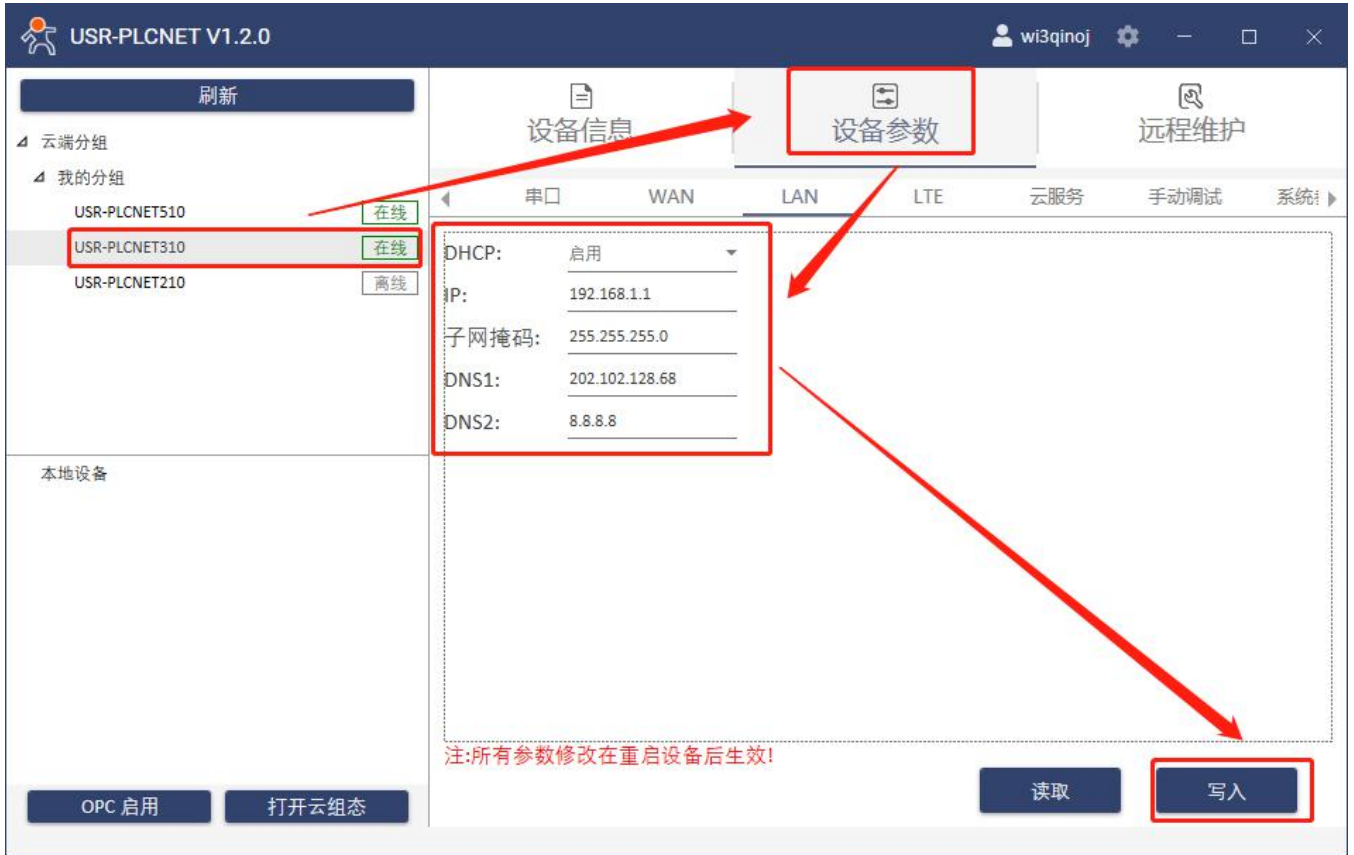 USR-PLCNET V1.2.0
wi3qinoj
刷新
云端分组
我的分组
USR-PLCNET510 在线
USR-PLCNET310 在线
USR-PLCNET210 离线
本地设备
OPC 启用
打开云组态
设备信息
设备参数
远程维护
串口 WAN LAN LTE 云服务 手动调试 系统
DHCP: 启用
IP: 192.168.1.1
子网掩码: 255.255.255.0
DNS1: 202.102.128.68
DNS2: 8.8.8.8
注:所有参数修改在重启设备后生效!
读取
写入